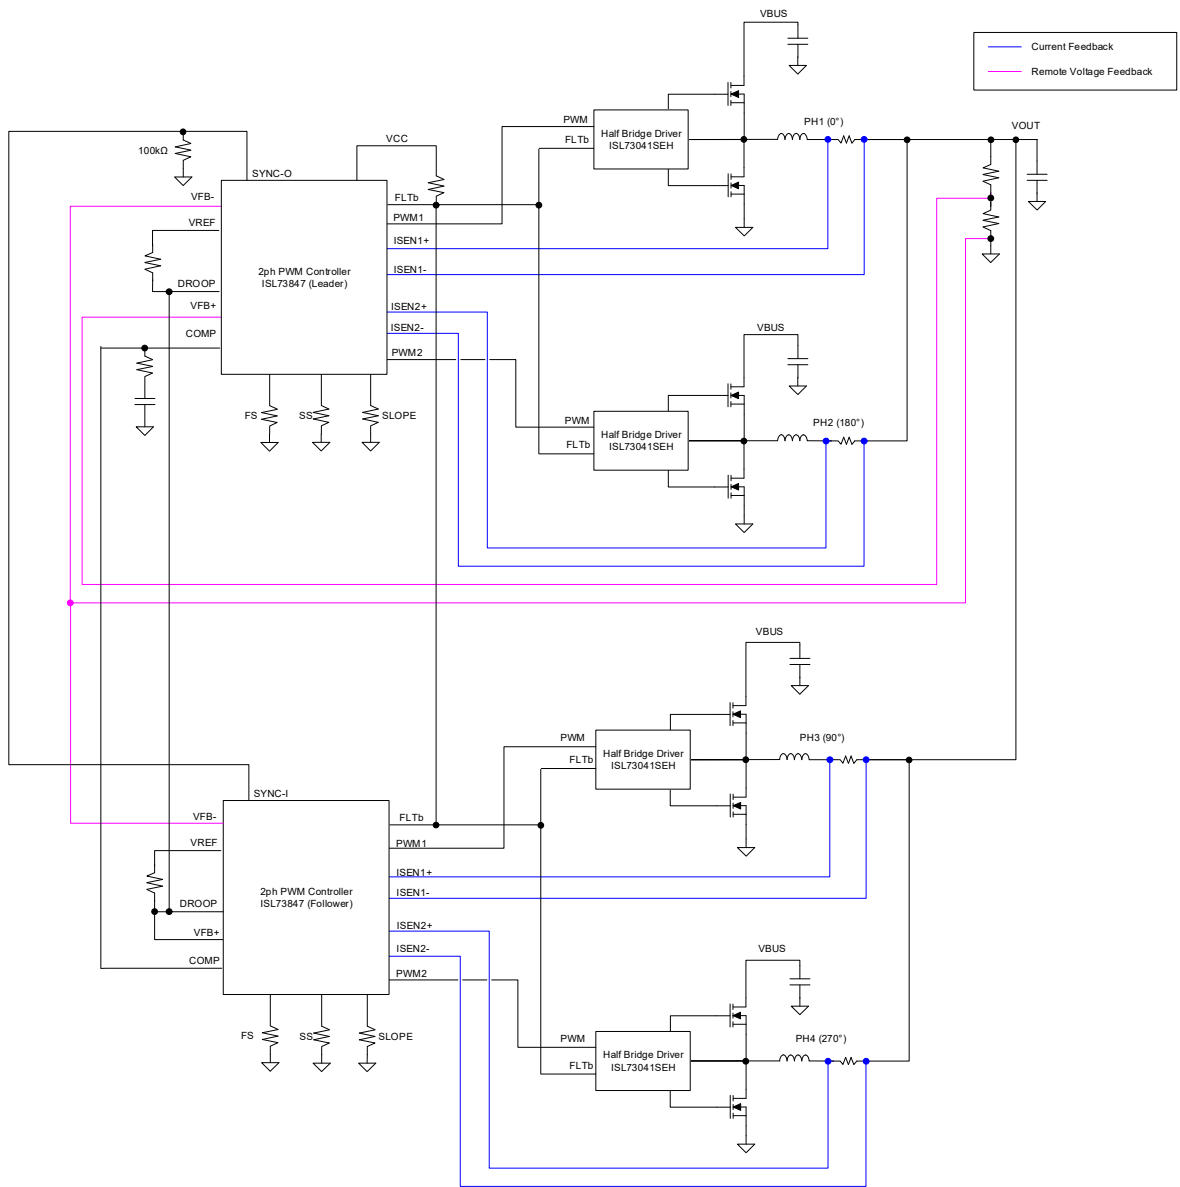 VBUS
Current Feedback
Remote Voltage Feedback
PWM
FLTb
Half Bridge Driver
ISL73041SEH
PH1 (0°)
VOUT
100kΩ
VCC
SYNC-O
VFB-
VREF
DROOP
VFB+
COMP
2ph PWM Controller
ISL73847 (Leader)
FLTb
PWM1
ISEN1+
ISEN1-
ISEN2+
ISEN2-
PWM2
FS
SS
SLOPE
VBUS
PWM
FLTb
Half Bridge Driver
ISL73041SEH
PH2 (180°)
VBUS
PWM
FLTb
Half Bridge Driver
ISL73041SEH
PH3 (90°)
SYNC-I
VFB-
VREF
DROOP
VFB+
COMP
2ph PWM Controller
ISL73847 (Follower)
FLTb
PWM1
ISEN1+
ISEN1-
ISEN2+
ISEN2-
PWM2
FS
SS
SLOPE
VBUS
PWM
FLTb
Half Bridge Driver
ISL73041SEH
PH4 (270°)